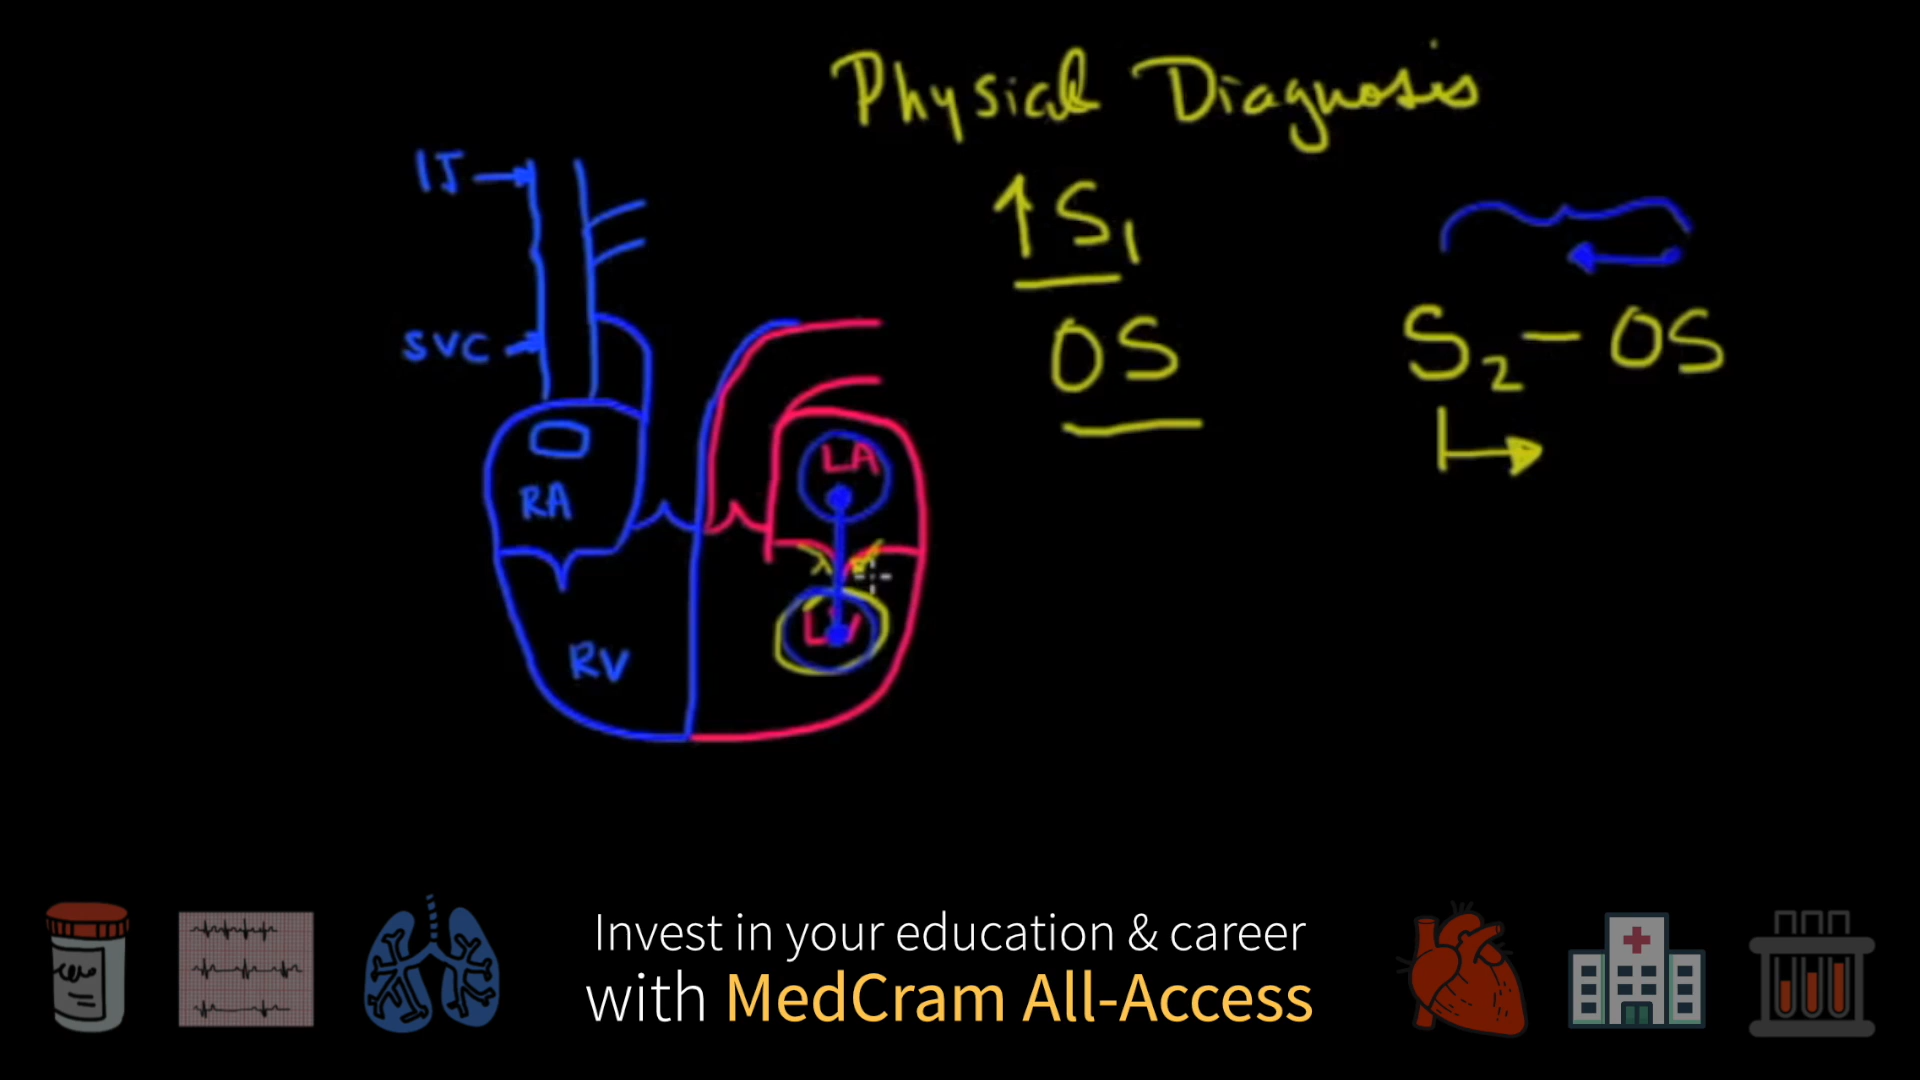 Physical Diagnosis
IJ
↑S₁
SVC
OS
S₂-OS
LA
RA
LV
RV
Invest in your education & career
with MedCram All-Access